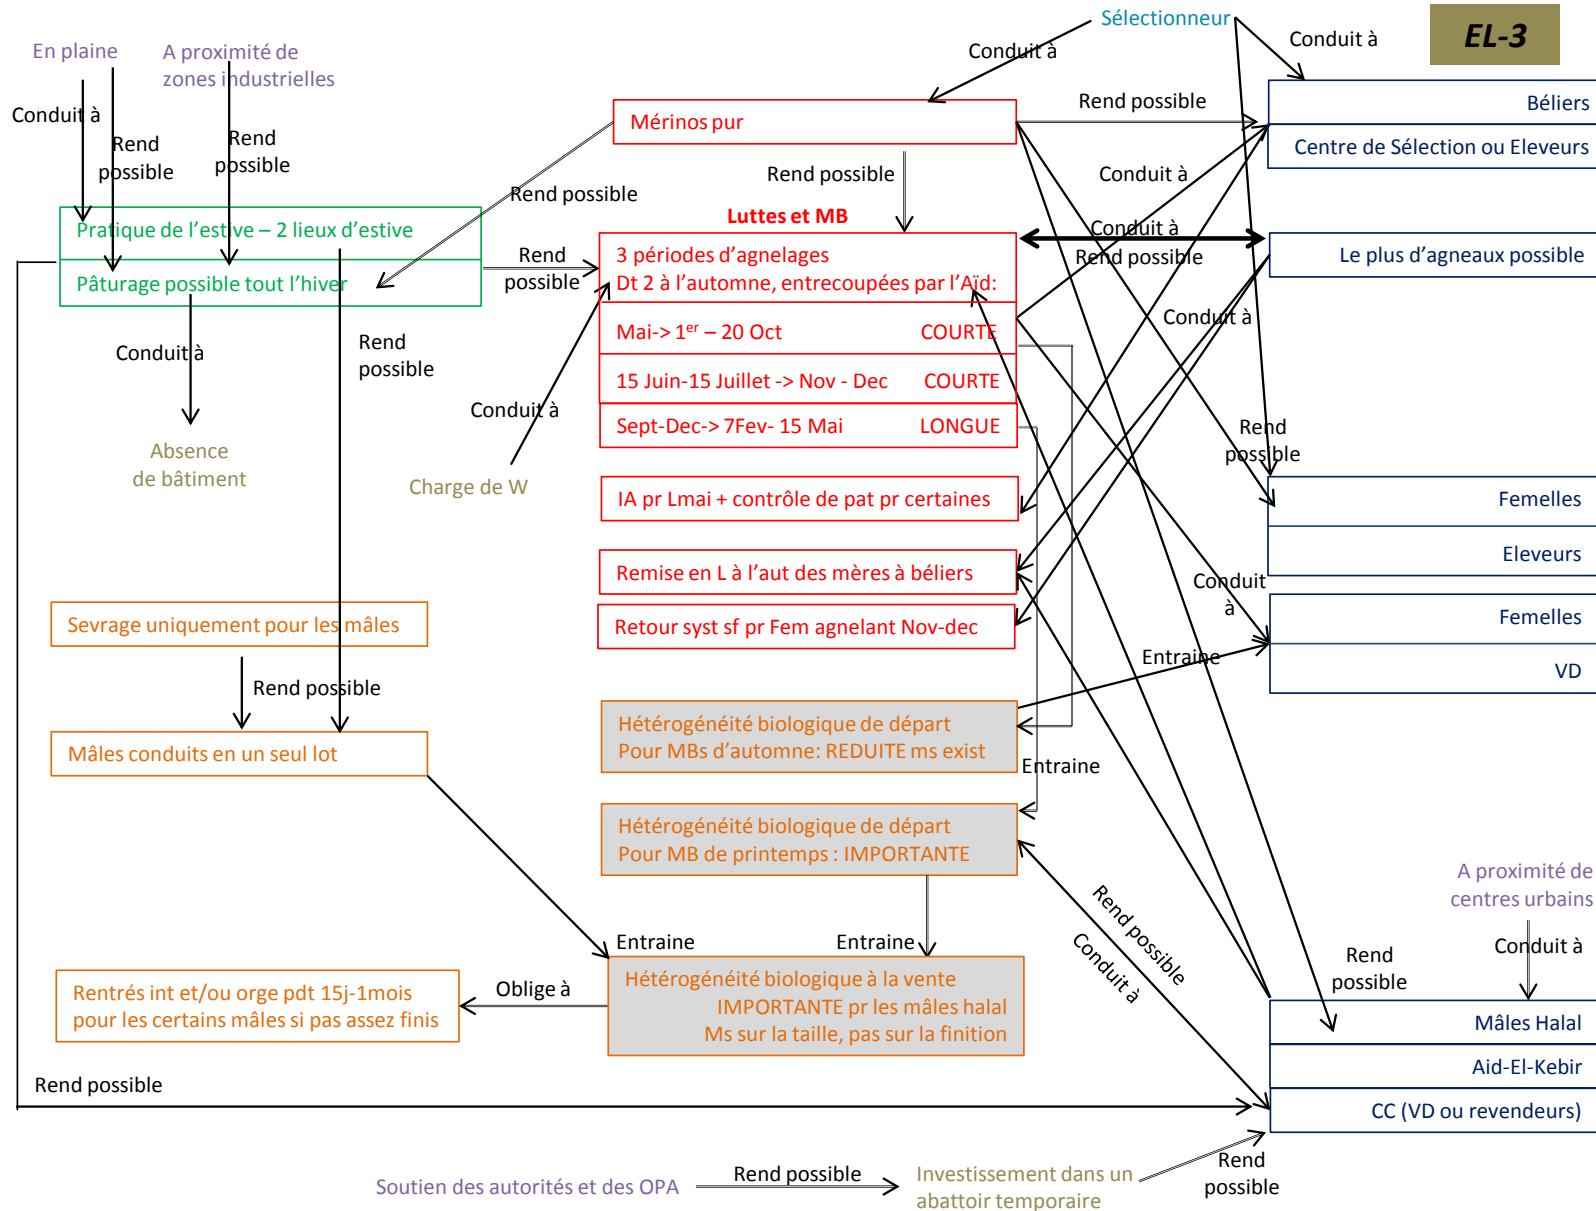 Sélectionneur
EL-3
En plaine
A proximité de
zones industrielles
Conduit à
Conduit à
Conduit à
Rend
possible
Rend
possible
Mérinos pur
Rend possible
Béliers
Centre de Sélection ou Eleveurs
Rend possible
Rend possible
Conduit à
Luttes et MB
Pratique de l'estive – 2 lieux d'estive
Pâturage possible tout l'hiver
Rend
possible
3 périodes d'agnelages
Dt 2 à l'automne, entrecoupées par l'Aïd:
Mai-> 1er – 20 Oct COURTE
15 Juin-15 Juillet -> Nov - Dec COURTE
Sept-Dec-> 7Fev- 15 Mai LONGUE
Conduit à
Rend possible
Le plus d'agneaux possible
Conduit à
Conduit à
Rend
possible
Conduit à
Absence
de bâtiment
Charge de W
Rend
possible
IA pr Lmai + contrôle de pat pr certaines
Femelles
Eleveurs
Remise en L à l'aut des mères à béliers
Conduit
à
Sevrage uniquement pour les mâles
Retour syst sf pr Fem agnelant Nov-dec
Femelles
VD
Entraine
Rend possible
Mâles conduits en un seul lot
Hétérogénéité biologique de départ
Pour MBs d'automne: REDUITE ms exist
Entraine
Hétérogénéité biologique de départ
Pour MB de printemps : IMPORTANTE
Rend possible
Conduit à
A proximité de
centres urbains
Conduit à
Rend
possible
Entraine
Entraine
Rentrés int et/ou orge pdt 15j-1mois
pour les certains mâles si pas assez finis
Oblige à
Hétérogénéité biologique à la vente
IMPORTANTE pr les mâles halal
Ms sur la taille, pas sur la finition
Mâles Halal
Aid-El-Kebir
CC (VD ou revendeurs)
Rend possible
Soutien des autorités et des OPA
Rend possible
Investissement dans un
abattoir temporaire
Rend
possible